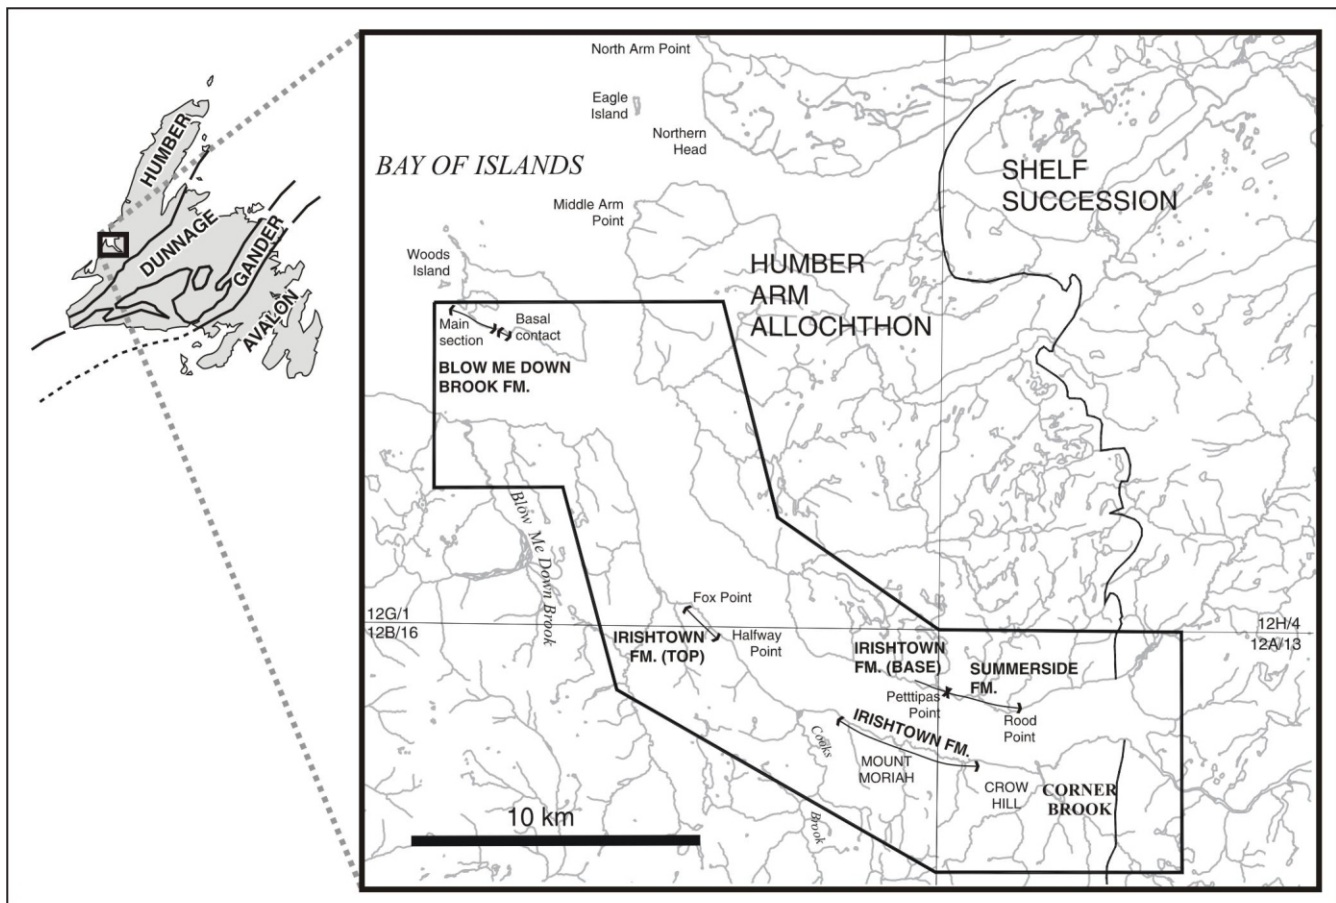 HUMBER
DUNNAGE
GANDER
AVALON
North Arm Point
Eagle
Island
Northern
Head
BAY OF ISLANDS
SHELF
SUCCESSION
Middle Arm
Point
Woods
Island
HUMBER
ARM
ALLOCHTHON
Main
section
Basal
contact
BLOW ME DOWN
BROOK FM.
Blow Me Down Brook
12G/1
12B/16
12H/4
12A/13
Fox Point
Halfway
Point
IRISHTOWN
FM. (TOP)
IRISHTOWN
FM. (BASE)
SUMMERSIDE
FM.
Petttipas
Point
Rood
Point
IRISHTOWN FM.
Cooks
Brook
MOUNT
MORIAH
CROW
HILL
CORNER
BROOK
10 km